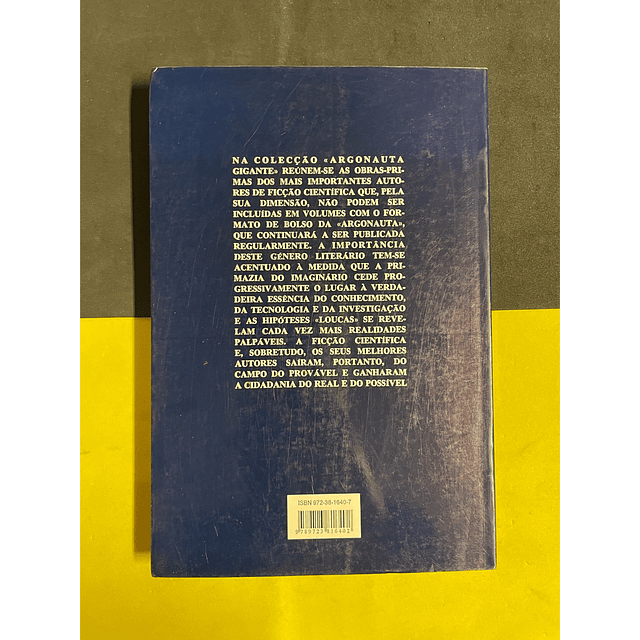 NA COLECÇÃO «ARGONAUTA
GIGANTE» REÚNEM-SE AS OBRAS-PRI-
MAS DOS MAIS IMPORTANTES AUTO-
RES DE FICÇÃO CIENTÍFICA QUE, PELA
SUA DIMENSÃO, NÃO PODEM SER
INCLUÍDAS EM VOLUMES COM O FOR-
MATO DE BOLSO DA «ARGONAUTA»,
QUE CONTINUARÁ A SER PUBLICADA
REGULARMENTE. A IMPORTÂNCIA
DESTE GÉNERO LITERÁRIO TEM-SE
ACENTUADO À MEDIDA QUE A PRI-
MAZIA DO IMAGINÁRIO CEDE PRO-
GRESSIVAMENTE O LUGAR À VERDA-
DEIRA ESSÊNCIA DO CONHECIMENTO,
DA TECNOLOGIA E DA INVESTIGAÇÃO
E AS HIPÓTESES «LOUCAS» SE REVE-
LAM CADA VEZ MAIS REALIDADES
PALPÁVEIS. A FICÇÃO CIENTÍFICA
E, SOBRETUDO, OS SEUS MELHORES
AUTORES SAÍRAM, PORTANTO, DO
CAMPO DO PROVÁVEL E GANHARAM
A CIDADANIA DO REAL E DO POSSÍVEL
ISBN 972-38-1640-7
9789723816402